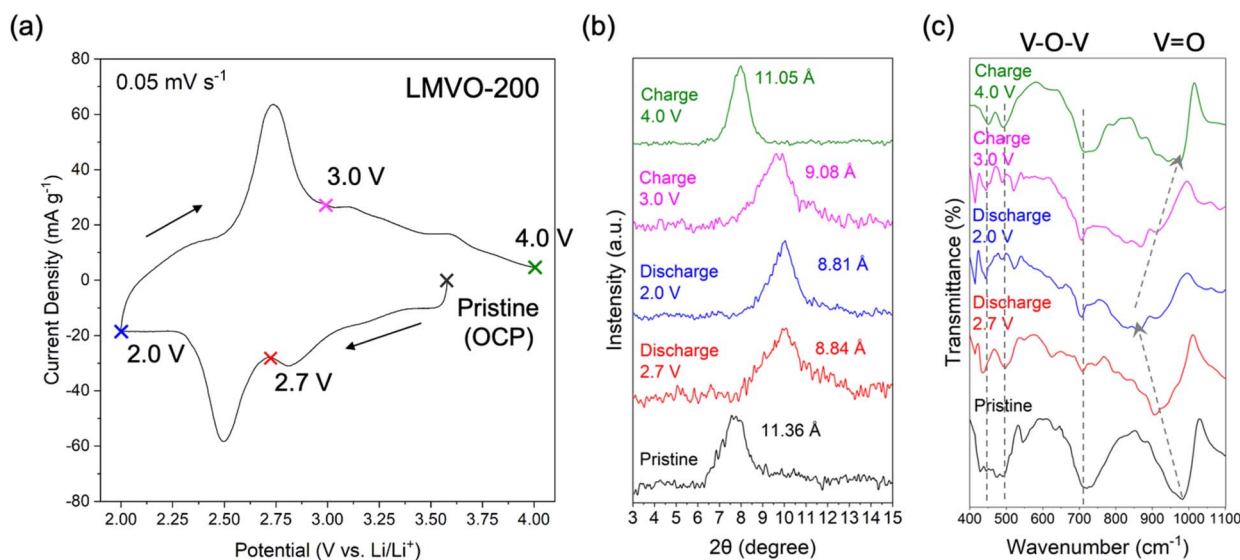 (a)
0.05 mV s⁻¹
LMVO-200
3.0 V
4.0 V
Pristine
(OCP)
2.0 V
2.7 V
80
60
40
20
0
-20
-40
-60
-80
Current Density (mA g⁻¹)
2.00 2.25 2.50 2.75 3.00 3.25 3.50 3.75 4.00
Potential (V vs. Li/Li⁺)
(b)
Charge
4.0 V
11.05 Å
Charge
3.0 V
9.08 Å
Discharge
2.0 V
8.81 Å
Discharge
2.7 V
8.84 Å
Pristine
11.36 Å
Instensity (a.u.)
3 4 5 6 7 8 9 10 11 12 13 14 15
2θ (degree)
(c)
V-O-V V=O
Charge
4.0 V
Charge
3.0 V
Discharge
2.0 V
Discharge
2.7 V
Pristine
Transmittance (%)
400 500 600 700 800 900 1000 1100
Wavenumber (cm⁻¹)